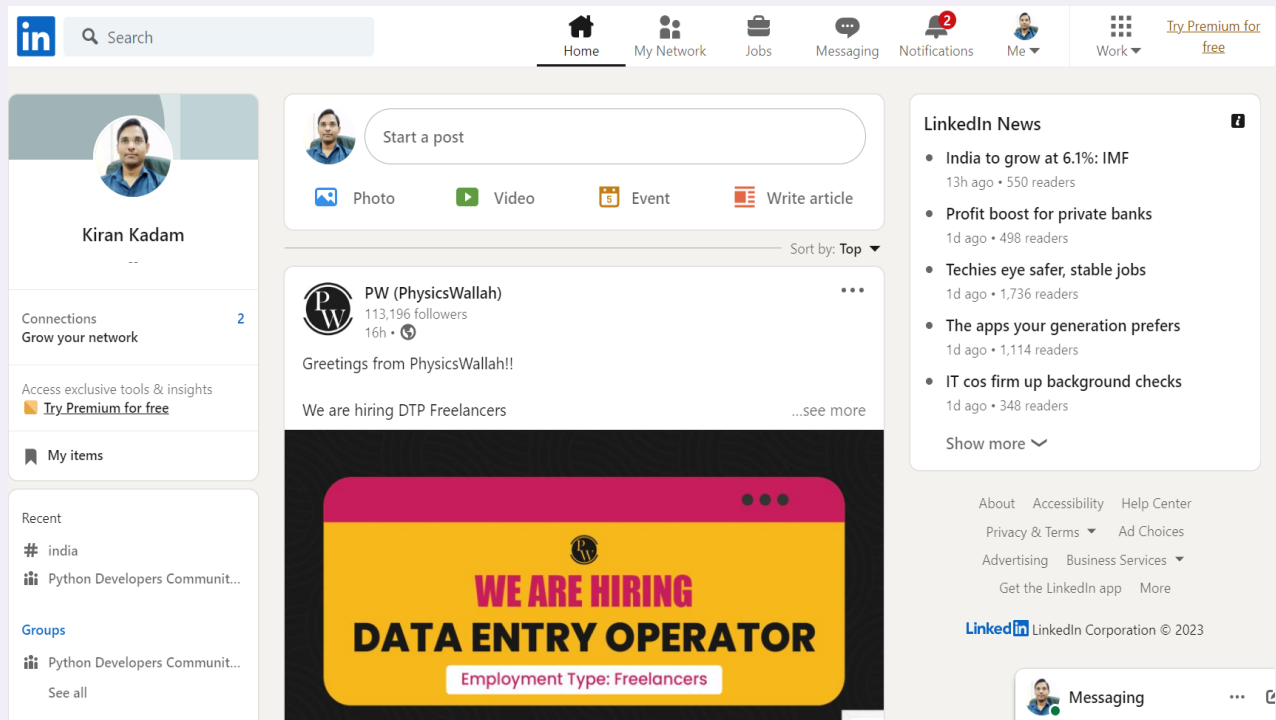 in
Search
Home
My Network
Jobs
Messaging
2
Notifications
Me
Work
Try Premium for
free
Kiran Kadam
--
Connections 2
Grow your network
Access exclusive tools & insights
Try Premium for free
My items
Recent
# india
Python Developers Communit...
Groups
Python Developers Communit...
See all
Start a post
Photo
Video
5
Event
Write article
Sort by: Top
PW
PW (PhysicsWallah)
113,196 followers
16h •
Greetings from PhysicsWallah!!
We are hiring DTP Freelancers
...see more
PW
WE ARE HIRING
DATA ENTRY OPERATOR
Employment Type: Freelancers
LinkedIn News
India to grow at 6.1%: IMF
13h ago • 550 readers
Profit boost for private banks
1d ago • 498 readers
Techies eye safer, stable jobs
1d ago • 1,736 readers
The apps your generation prefers
1d ago • 1,114 readers
IT cos firm up background checks
1d ago • 348 readers
Show more
About Accessibility Help Center
Privacy & Terms Ad Choices
Advertising Business Services
Get the LinkedIn app More
LinkedIn LinkedIn Corporation © 2023
Messaging